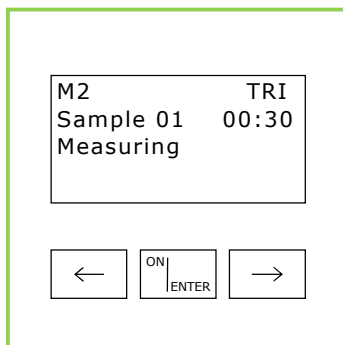 M2 TRI
Sample 01 00:30
Measuring
ON
ENTER